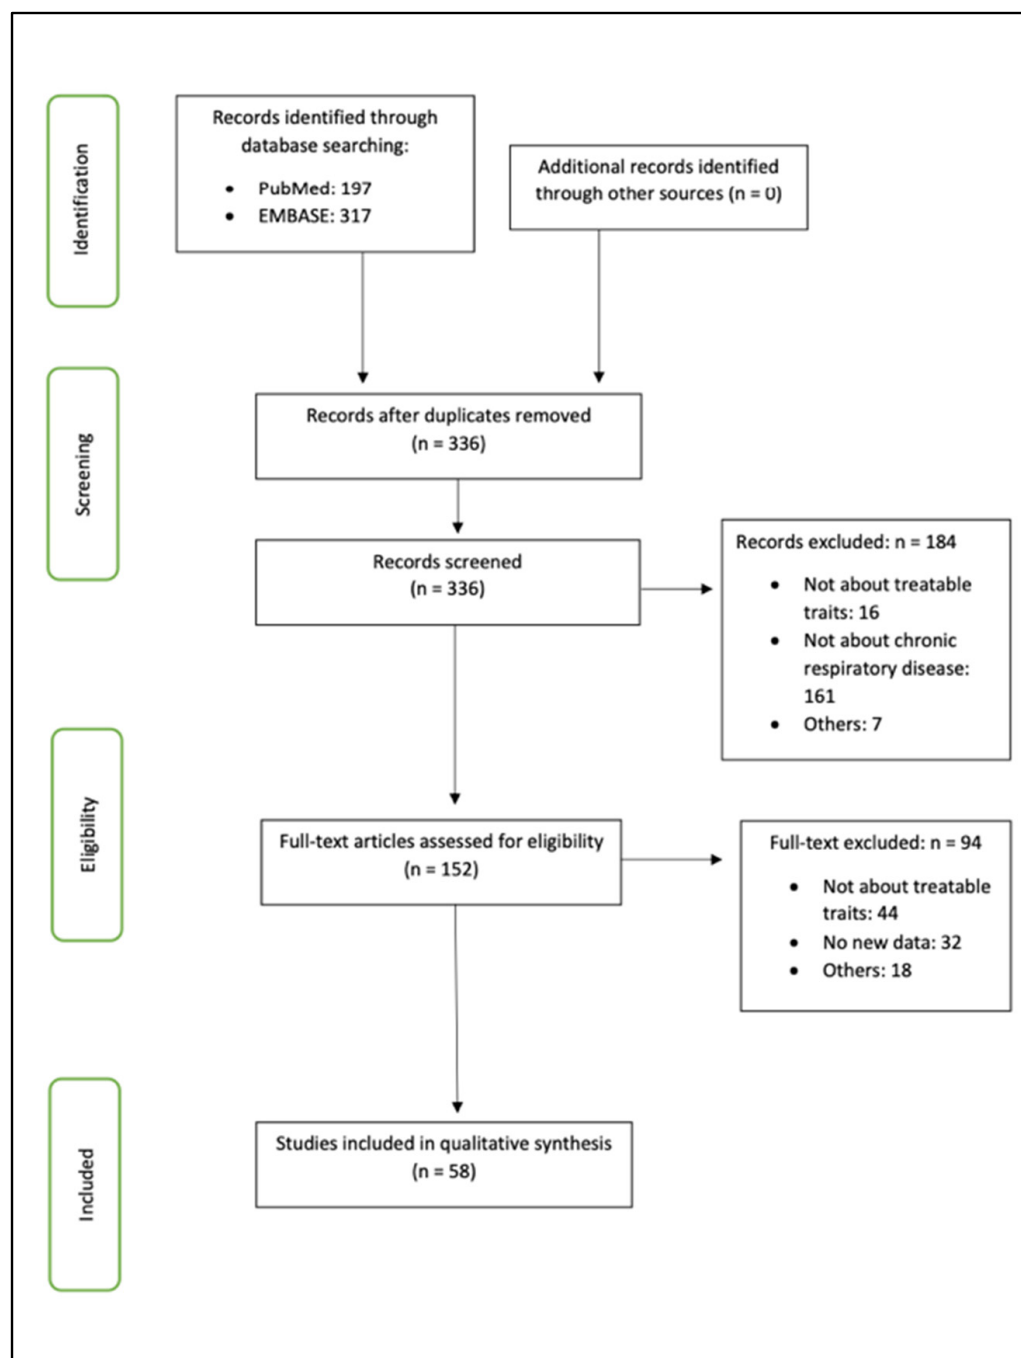 Identification
Records identified through
database searching:
• PubMed: 197
• EMBASE: 317
Additional records identified
through other sources (n = 0)
Screening
Records after duplicates removed
(n = 336)
Records screened
(n = 336)
Records excluded: n = 184
• Not about treatable
traits: 16
• Not about chronic
respiratory disease:
161
• Others: 7
Eligibility
Full-text articles assessed for eligibility
(n = 152)
Full-text excluded: n = 94
• Not about treatable
traits: 44
• No new data: 32
• Others: 18
Included
Studies included in qualitative synthesis
(n = 58)